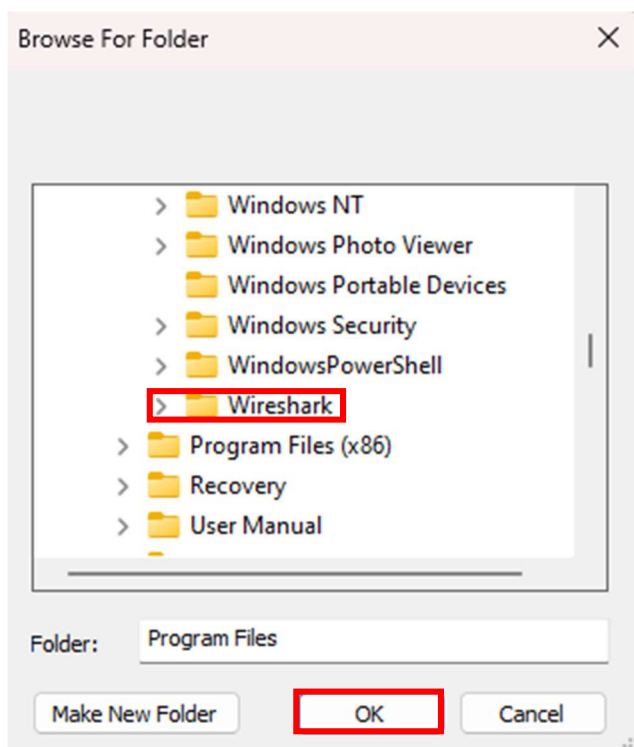 Browse For Folder
Windows NT
Windows Photo Viewer
Windows Portable Devices
Windows Security
WindowsPowerShell
Wireshark
Program Files (x86)
Recovery
User Manual
Folder: Program Files
Make New Folder OK Cancel